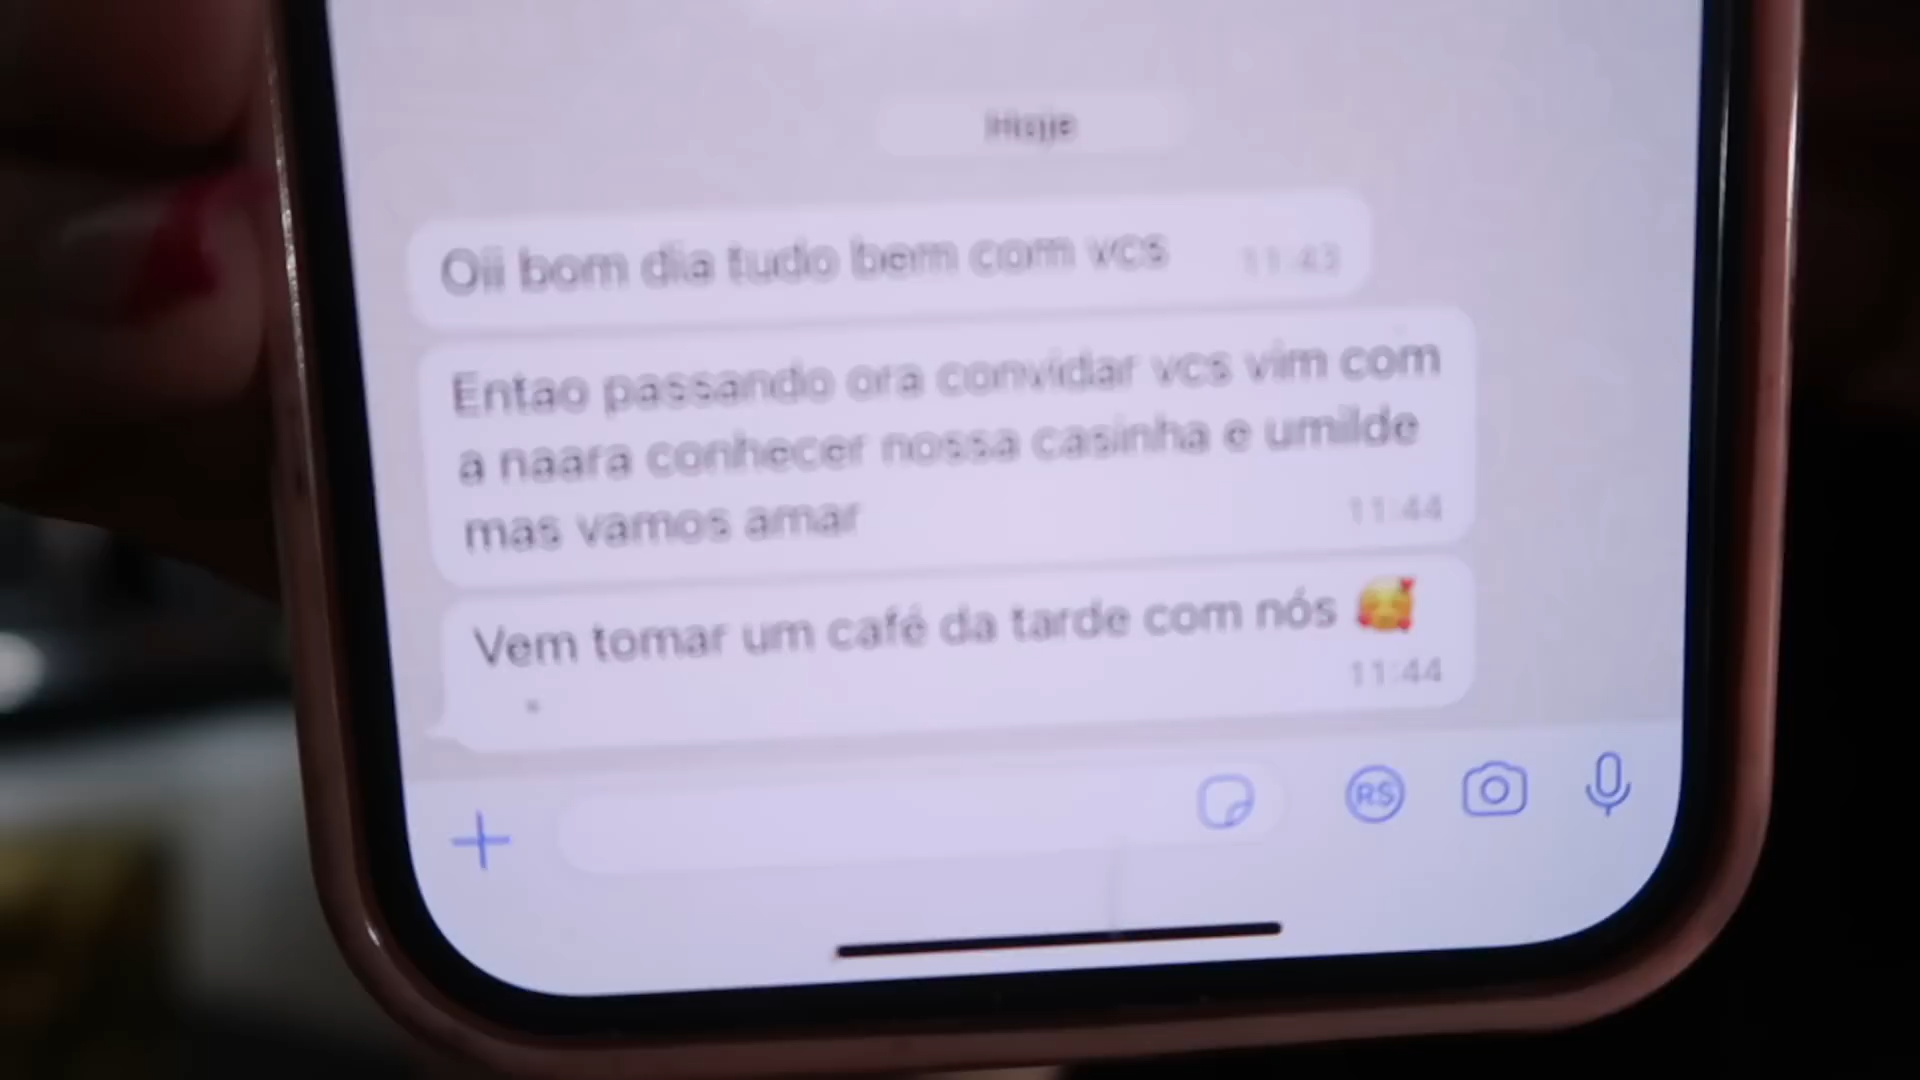 Hoje
Oii bom dia tudo bem com vcs 11:43
Entao passando ora convidar vcs vim com
a naara conhecer nossa casinha e umilde
mas vamos amar 11:44
Vem tomar um café da tarde com nós 🥰
11:44
RS